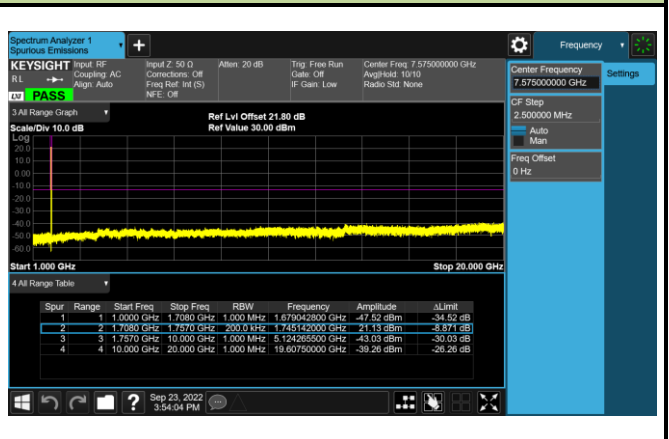 Spectrum Analyzer 1
Spurious Emissions
Frequency
KEYSIGHT
R L
LXI PASS
Input: RF
Coupling: AC
Align: Auto
Input Z: 50 Ω
Corrections: Off
Freq Ref: Int (S)
NFE: Off
Atten: 20 dB
Trig: Free Run
Gate: Off
IF Gain: Low
Center Freq: 7.575000000 GHz
Avg|Hold: 10/10
Radio Std: None
Center Frequency
7.575000000 GHz
Settings
CF Step
2.500000 MHz
Auto
Man
Freq Offset
0 Hz
3 All Range Graph
Scale/Div 10.0 dB
Ref Lvl Offset 21.80 dB
Ref Value 30.00 dBm
Log
20.0
10.0
0.00
-10.0
-20.0
-30.0
-40.0
-50.0
-60.0
Start 1.000 GHz Stop 20.000 GHz
4 All Range Table
Spur Range Start Freq Stop Freq RBW Frequency Amplitude ΔLimit
1 1 1.0000 GHz 1.7080 GHz 1.000 MHz 1.679042800 GHz -47.52 dBm -34.52 dB
2 2 1.7080 GHz 1.7570 GHz 200.0 kHz 1.745142000 GHz 21.13 dBm -8.871 dB
3 3 1.7570 GHz 10.000 GHz 1.000 MHz 5.124265500 GHz -43.03 dBm -30.03 dB
4 4 10.000 GHz 20.000 GHz 1.000 MHz 19.60750000 GHz -39.26 dBm -26.26 dB
Sep 23, 2022
3:54:04 PM